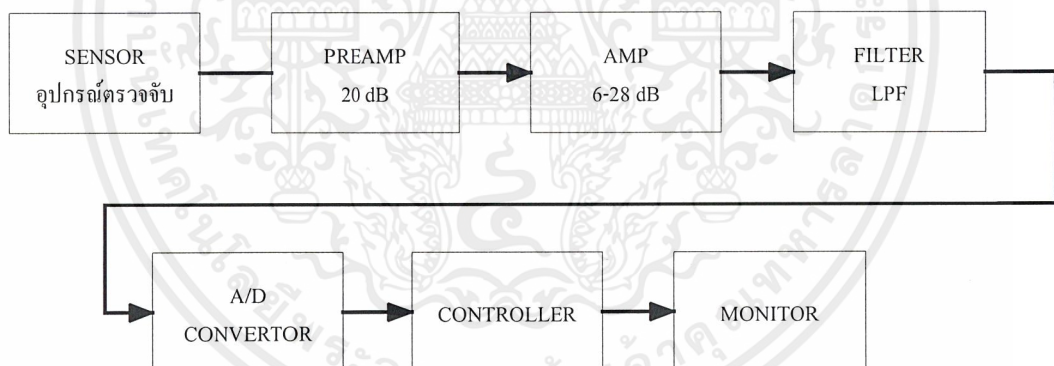 SENSOR
อุปกรณ์ตรวจจับ
PREAMP
20 dB
AMP
6-28 dB
FILTER
LPF
A/D
CONVERTOR
CONTROLLER
MONITOR